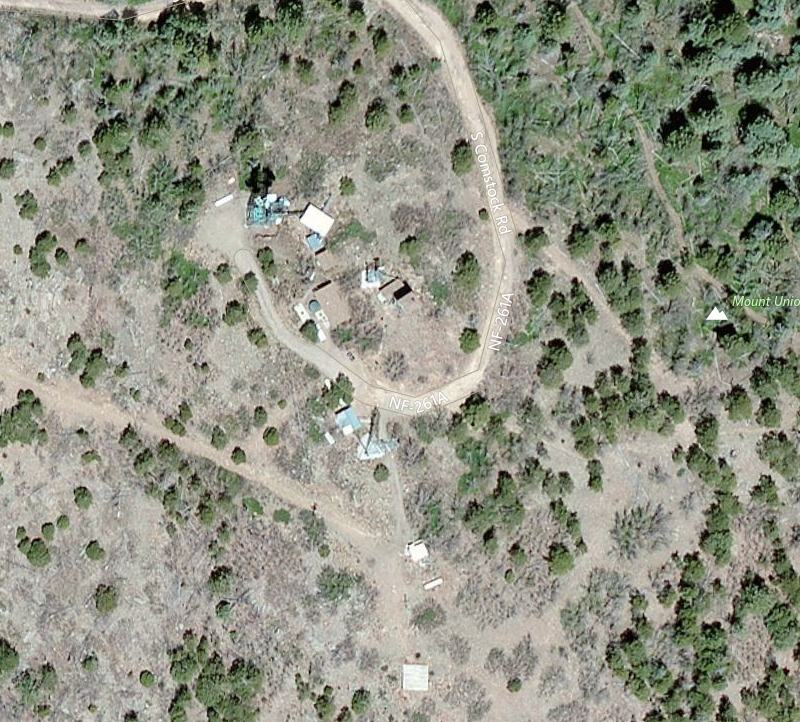 S Comstock Rd
NF-261A
Mount Unio
NF-261A